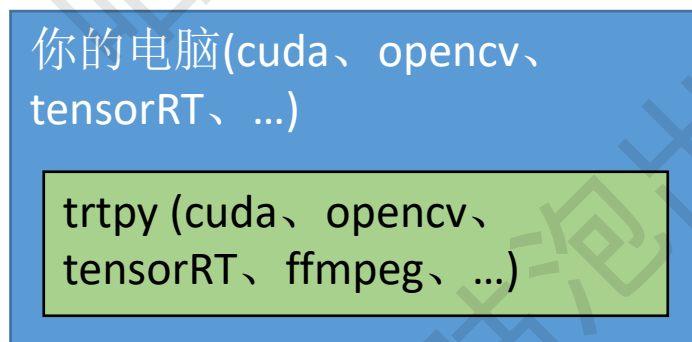 你的电脑(cuda、opencv、
tensorRT、…)
trtpy (cuda、opencv、
tensorRT、ffmpeg、…)